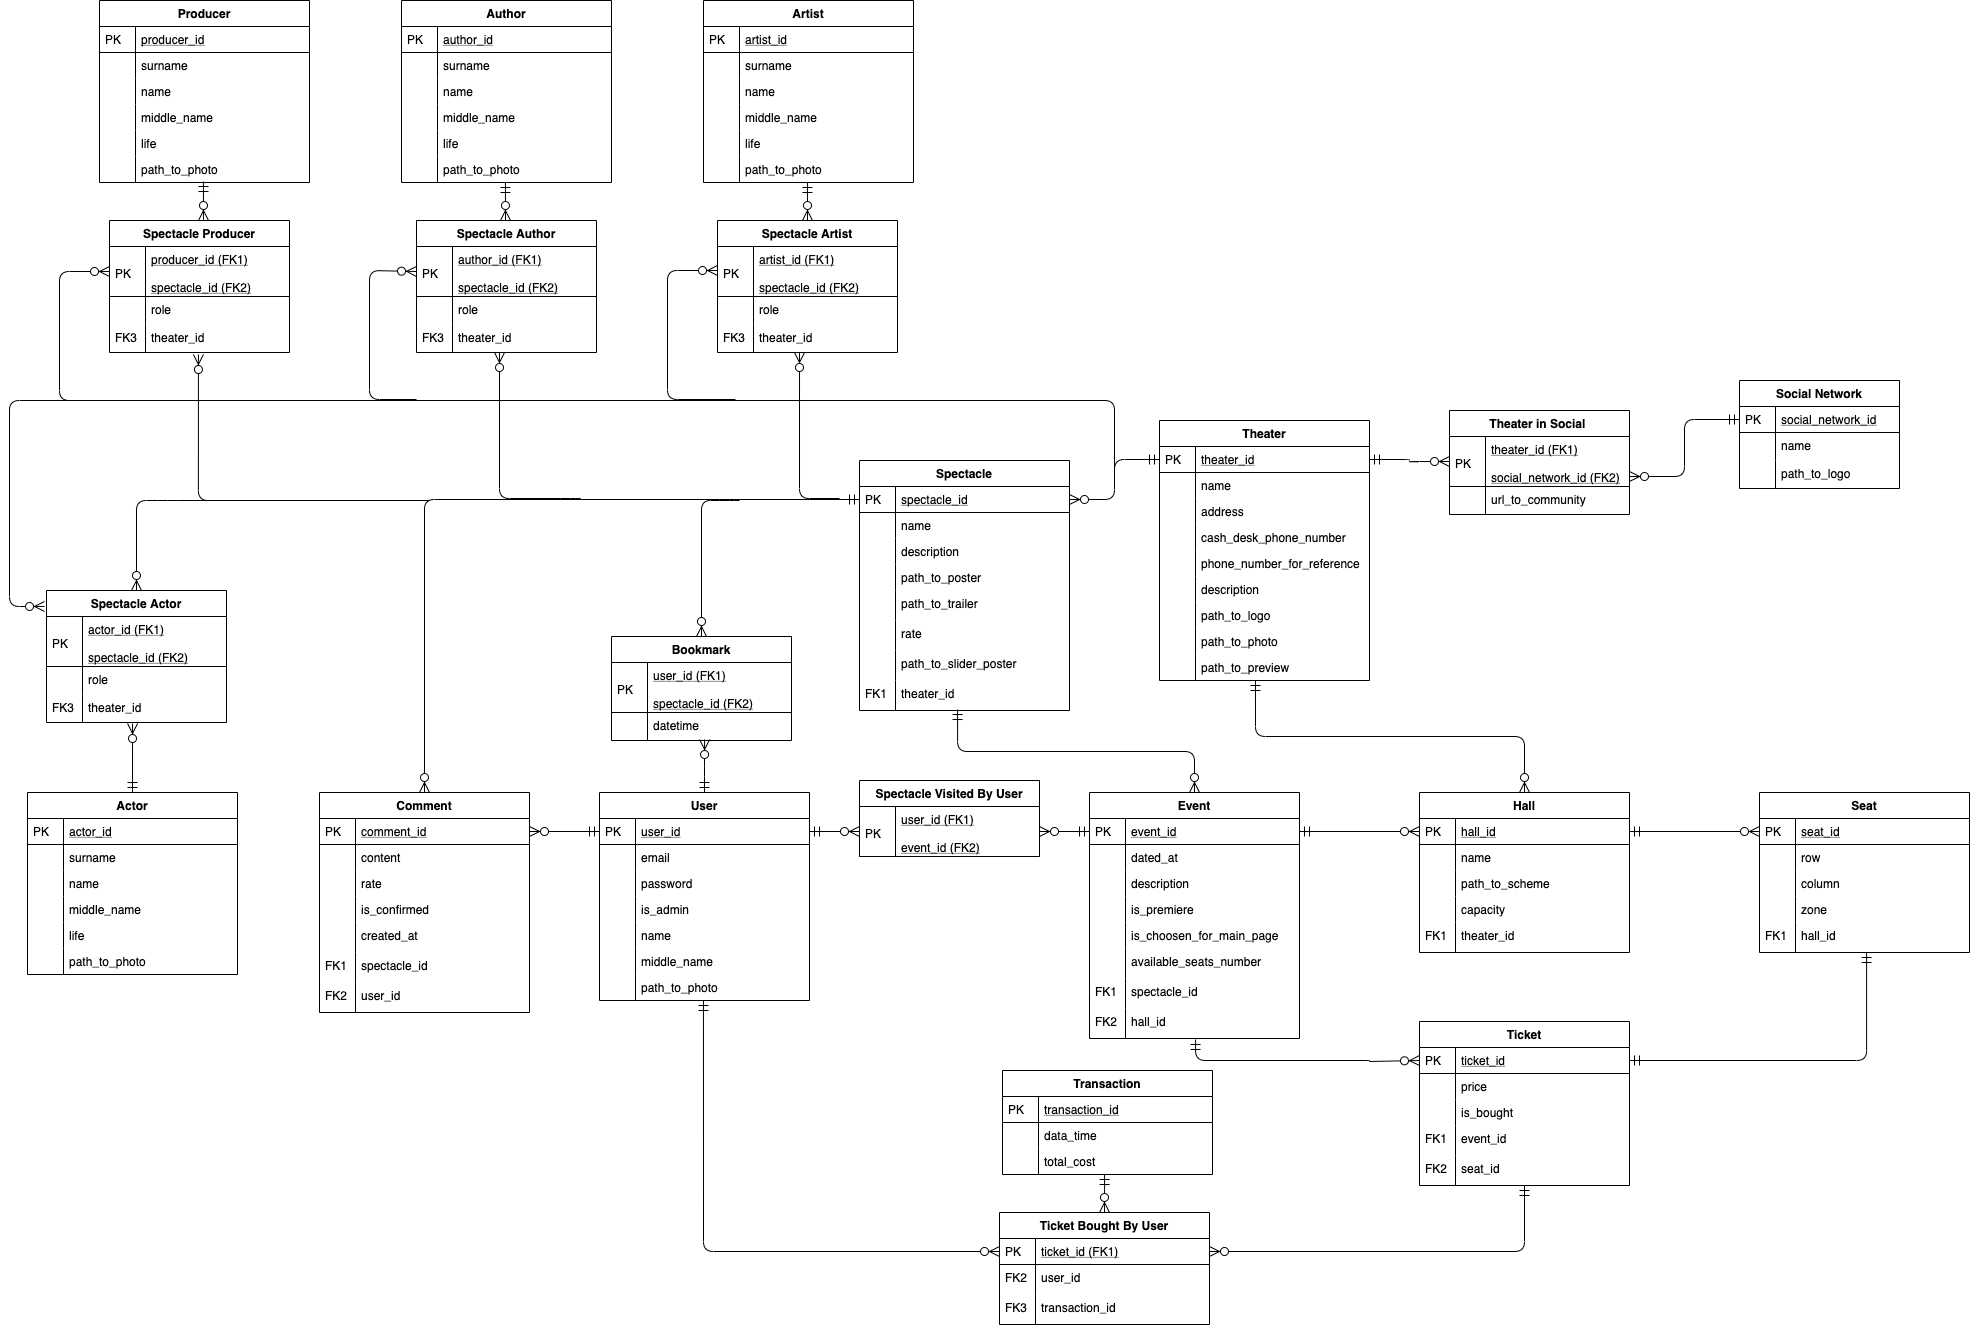 Producer
PK producer_id
surname
name
middle_name
life
path_to_photo
Author
PK author_id
surname
name
middle_name
life
path_to_photo
Artist
PK artist_id
surname
name
middle_name
life
path_to_photo
Spectacle Producer
producer_id (FK1)
PK
spectacle_id (FK2)
role
FK3 theater_id
Spectacle Author
author_id (FK1)
PK
spectacle_id (FK2)
role
FK3 theater_id
Spectacle Artist
artist_id (FK1)
PK
spectacle_id (FK2)
role
FK3 theater_id
Social Network
PK social_network_id
name
path_to_logo
Theater in Social
theater_id (FK1)
PK
social_network_id (FK2)
url_to_community
Theater
PK theater_id
name
address
cash_desk_phone_number
phone_number_for_reference
description
path_to_logo
path_to_photo
path_to_preview
Spectacle
PK spectacle_id
name
description
path_to_poster
path_to_trailer
rate
path_to_slider_poster
FK1 theater_id
Spectacle Actor
actor_id (FK1)
PK
spectacle_id (FK2)
role
FK3 theater_id
Bookmark
user_id (FK1)
PK
spectacle_id (FK2)
datetime
Actor
PK actor_id
surname
name
middle_name
life
path_to_photo
Comment
PK comment_id
content
rate
is_confirmed
created_at
FK1 spectacle_id
FK2 user_id
User
PK user_id
email
password
is_admin
name
middle_name
path_to_photo
Spectacle Visited By User
user_id (FK1)
PK
event_id (FK2)
Event
PK event_id
dated_at
description
is_premiere
is_choosen_for_main_page
available_seats_number
FK1 spectacle_id
FK2 hall_id
Hall
PK hall_id
name
path_to_scheme
capacity
FK1 theater_id
Seat
PK seat_id
row
column
zone
FK1 hall_id
Ticket
PK ticket_id
price
is_bought
FK1 event_id
FK2 seat_id
Transaction
PK transaction_id
data_time
total_cost
Ticket Bought By User
PK ticket_id (FK1)
FK2 user_id
FK3 transaction_id